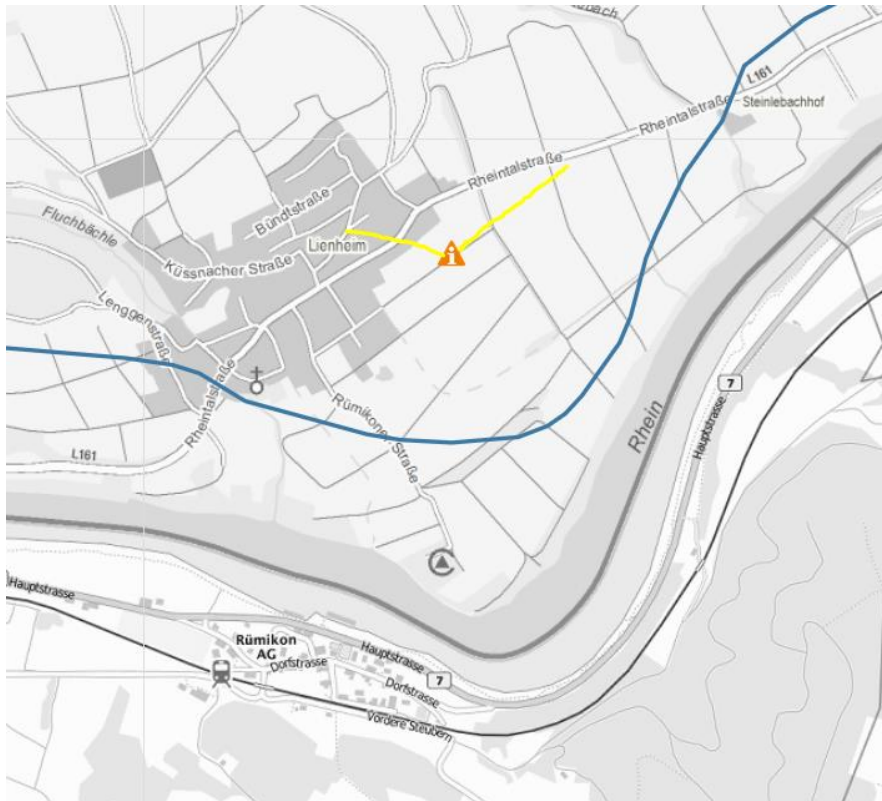 L161
Steinlebachhof
Rheintalstraße
Rheintalstraße
Bündtstraße
Fluchbächle
Lienheim
Küssnacher Straße
Lenggenstraße
Rheintalstraße
7
Hauptstrasse
Rhein
Rümikoner Straße
L161
Hauptstrasse
Rümikon
AG
Hauptstrasse
Dorfstrasse
7
Dorfstrasse
Vordere Steubern